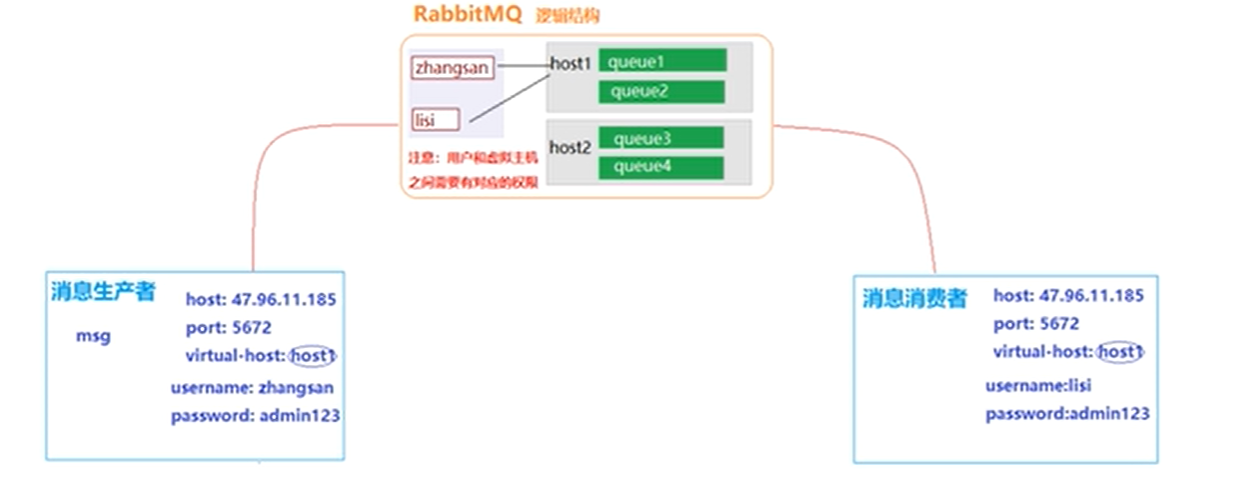 RabbitMQ 逻辑结构
zhangsan
lisi
注意：用户和虚拟主机
之间需要有对应的权限
host1
queue1
queue2
host2
queue3
queue4
消息生产者
msg
host: 47.96.11.185
port: 5672
virtual-host: host1
username: zhangsan
password: admin123
消息消费者
host: 47.96.11.185
port: 5672
virtual-host: host1
username:lisi
password:admin123